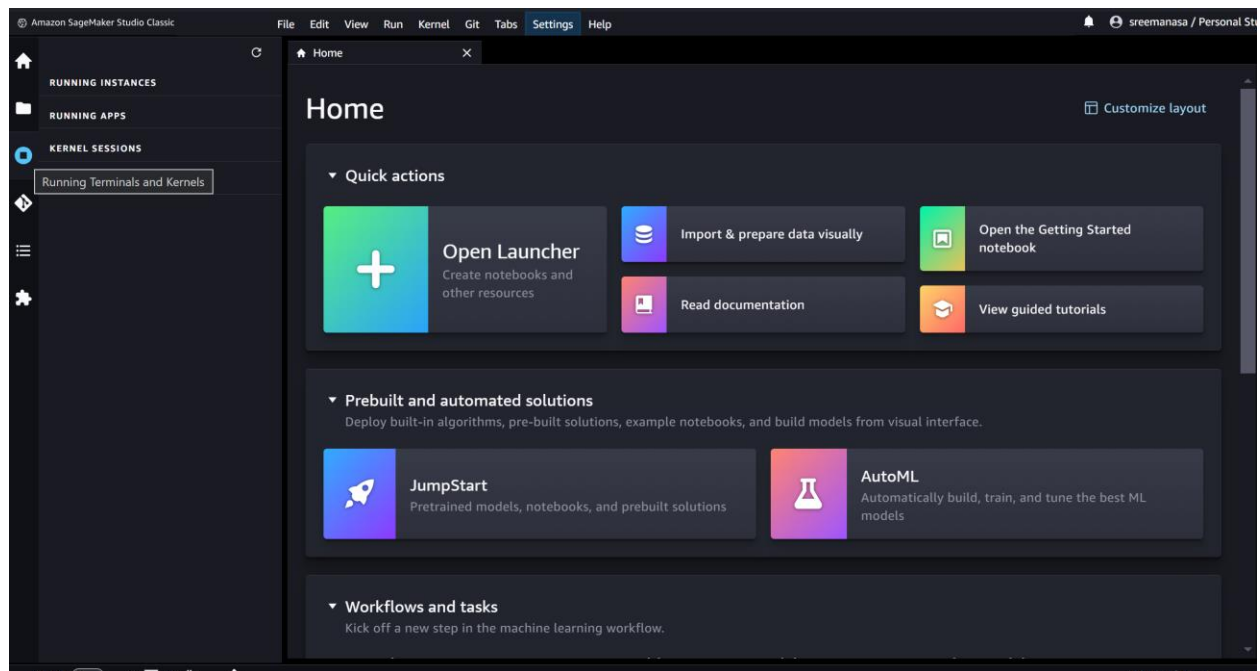 Amazon SageMaker Studio Classic
File Edit View Run Kernel Git Tabs Settings Help
sreemanasa / Personal Stu
RUNNING INSTANCES
RUNNING APPS
KERNEL SESSIONS
Running Terminals and Kernels
Home
Home
Customize layout
Quick actions
Open Launcher
Create notebooks and
other resources
Import & prepare data visually
Read documentation
Open the Getting Started
notebook
View guided tutorials
Prebuilt and automated solutions
Deploy built-in algorithms, pre-built solutions, example notebooks, and build models from visual interface.
JumpStart
Pretrained models, notebooks, and prebuilt solutions
AutoML
Automatically build, train, and tune the best ML
models
Workflows and tasks
Kick off a new step in the machine learning workflow.